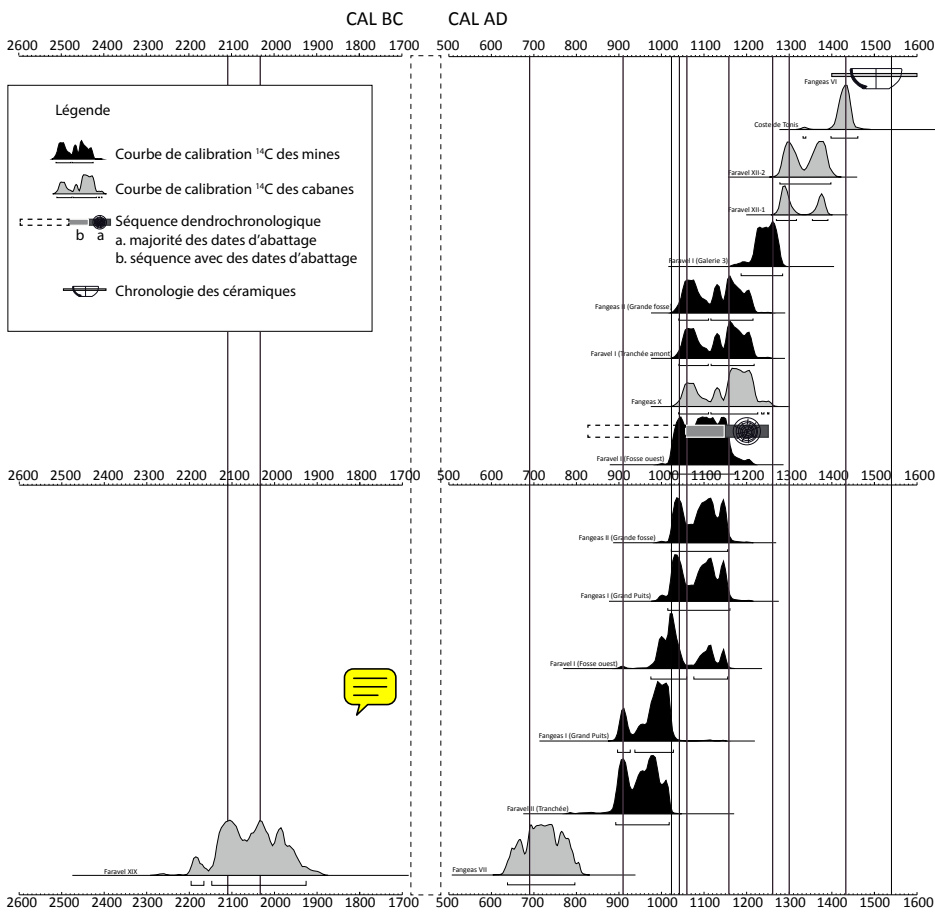 CAL BC CAL AD
2600 2500 2400 2300 2200 2100 2000 1900 1800 1700 500 600 700 800 900 1000 1100 1200 1300 1400 1500 1600
Légende
Courbe de calibration ¹⁴C des mines
Courbe de calibration ¹⁴C des cabanes
Séquence dendrochronologique
b a
a. majorité des dates d'abattage
b. séquence avec des dates d'abattage
Chronologie des céramiques
Fangeas VI
Coste de Tonis
Faravel XII-2
Faravel XII-1
Faravel I (Galerie 3)
Fangeas II (Grande fosse
Faravel I (Tranchée amont
Fangeas X
(Fosse ouest)
2600 2500 2400 2300 2200 2100 2000 1900 1800 1700 500 600 700 800 900 1000 1100 1200 1300 1400 1500 1600
Fangeas II (Grande fosse)
Fangeas I (Grand Puits)
Faravel I (Fosse ouest)
Fangeas I (Grand Puits)
Faravel II (Tranchée)
Faravel XIX
Fangeas VII
2600 2500 2400 2300 2200 2100 2000 1900 1800 1700 500 600 700 800 900 1000 1100 1200 1300 1400 1500 1600